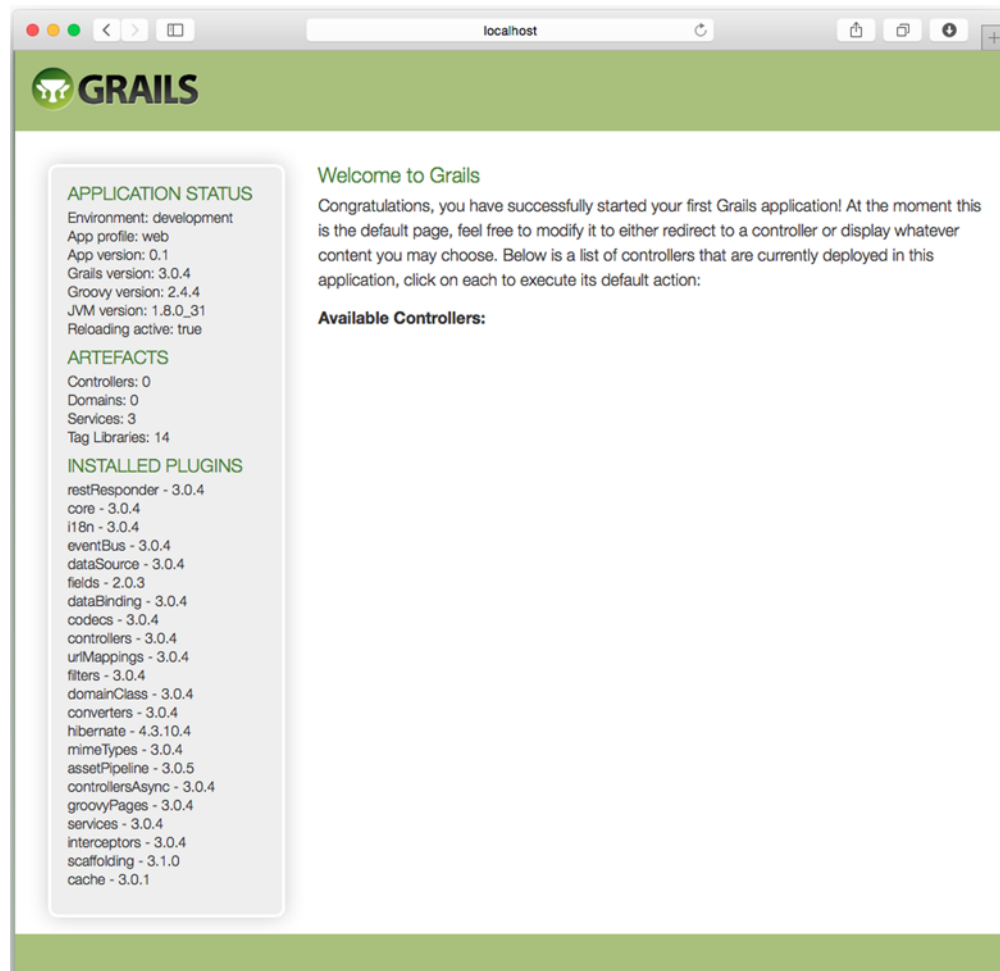 localhost
GRAILS
APPLICATION STATUS
Environment: development
App profile: web
App version: 0.1
Grails version: 3.0.4
Groovy version: 2.4.4
JVM version: 1.8.0_31
Reloading active: true
ARTEFACTS
Controllers: 0
Domains: 0
Services: 3
Tag Libraries: 14
INSTALLED PLUGINS
restResponder - 3.0.4
core - 3.0.4
i18n - 3.0.4
eventBus - 3.0.4
dataSource - 3.0.4
fields - 2.0.3
dataBinding - 3.0.4
codecs - 3.0.4
controllers - 3.0.4
urlMappings - 3.0.4
filters - 3.0.4
domainClass - 3.0.4
converters - 3.0.4
hibernate - 4.3.10.4
mimeTypes - 3.0.4
assetPipeline - 3.0.5
controllersAsync - 3.0.4
groovyPages - 3.0.4
services - 3.0.4
interceptors - 3.0.4
scaffolding - 3.1.0
cache - 3.0.1
Welcome to Grails
Congratulations, you have successfully started your first Grails application! At the moment this
is the default page, feel free to modify it to either redirect to a controller or display whatever
content you may choose. Below is a list of controllers that are currently deployed in this
application, click on each to execute its default action:
Available Controllers: